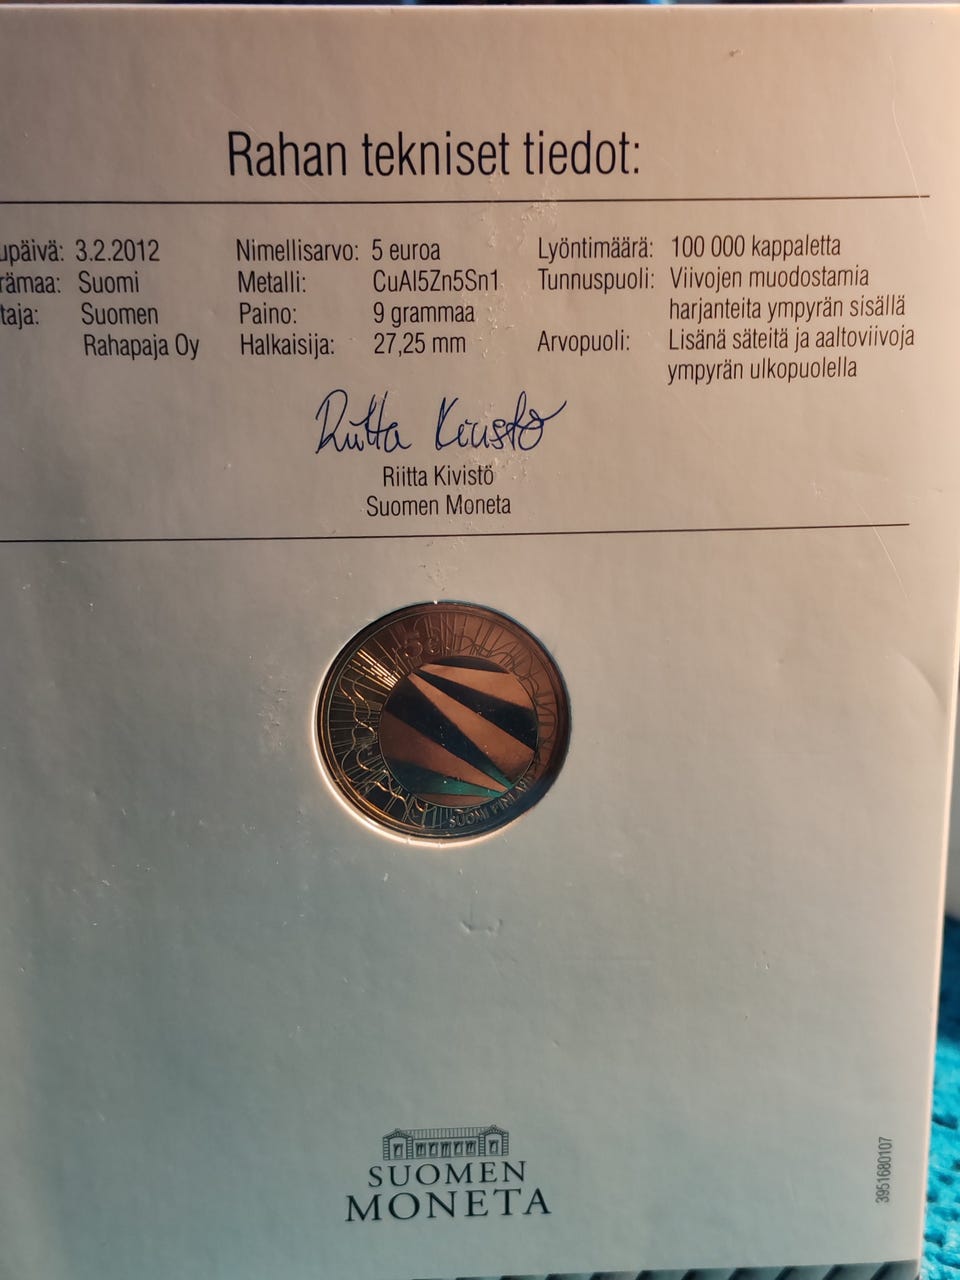 Rahan tekniset tiedot:
upäivä: 3.2.2012
rämaa: Suomi
taja: Suomen
Rahapaja Oy
Nimellisarvo: 5 euroa
Metalli: CuAl5Zn5Sn1
Paino: 9 grammaa
Halkaisija: 27,25 mm
Lyöntimäärä: 100 000 kappaletta
Tunnuspuoli: Viivojen muodostamia
harjanteita ympyrän sisällä
Arvopuoli: Lisänä säteitä ja aaltoviivoja
ympyrän ulkopuolella
Riitta Kivistö
Riitta Kivistö
Suomen Moneta
SUOMI FINLAND
SUOMEN
MONETA
3951680107